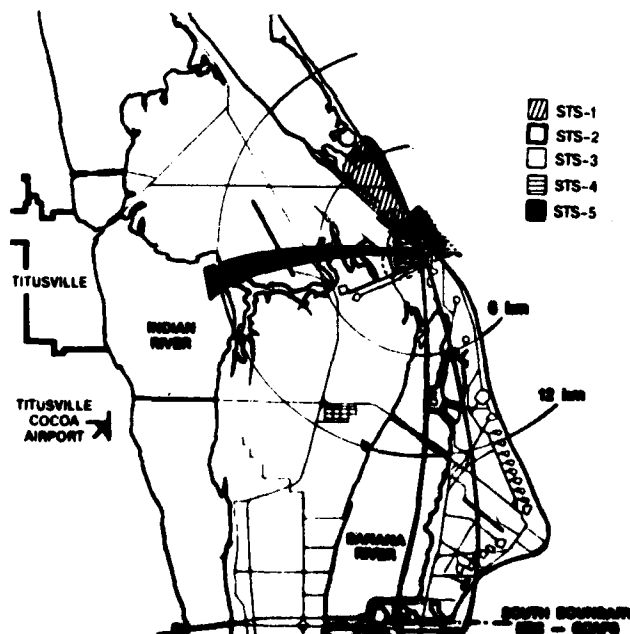 STS-1
STS-2
STS-3
STS-4
STS-5
TITUSVILLE
INDIAN
RIVER
6 km
TITUSVILLE
COCOA
AIRPORT
12 km
BANANA
RIVER
SOUTH BOUNDARY